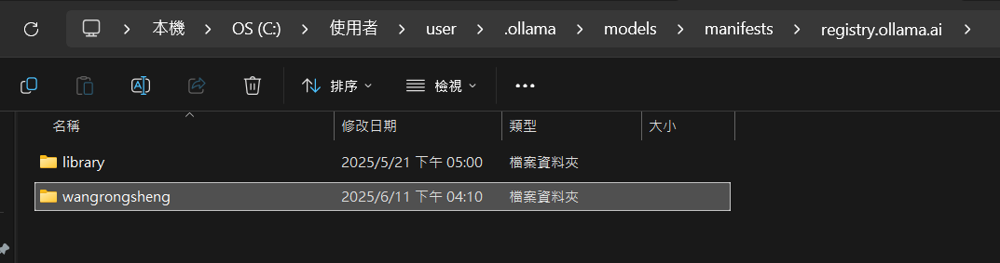 本機 > OS (C:) > 使用者 > user > .ollama > models > manifests > registry.ollama.ai >
排序 檢視
名稱 修改日期 類型 大小
library 2025/5/21 下午 05:00 檔案資料夾
wangrongsheng 2025/6/11 下午 04:10 檔案資料夾